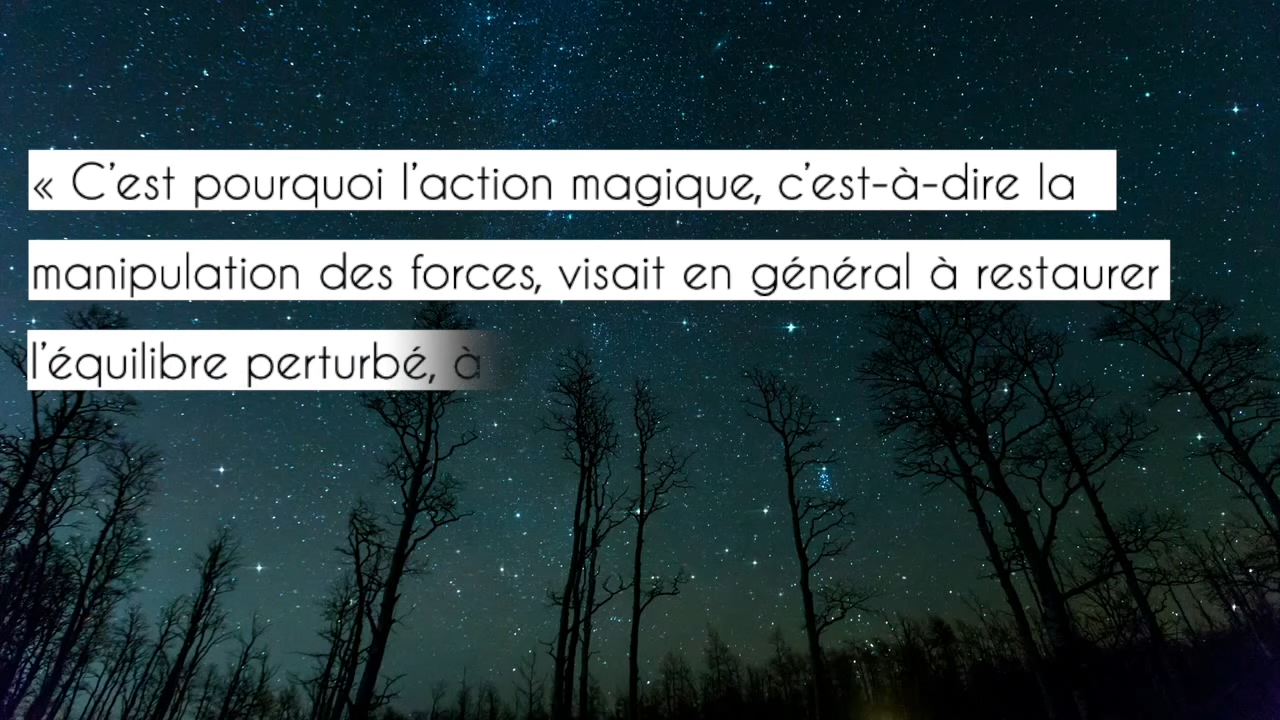 « C’est pourquoi l’action magique, c’est-à-dire la
manipulation des forces, visait en général à restaurer
l’équilibre perturbé, à